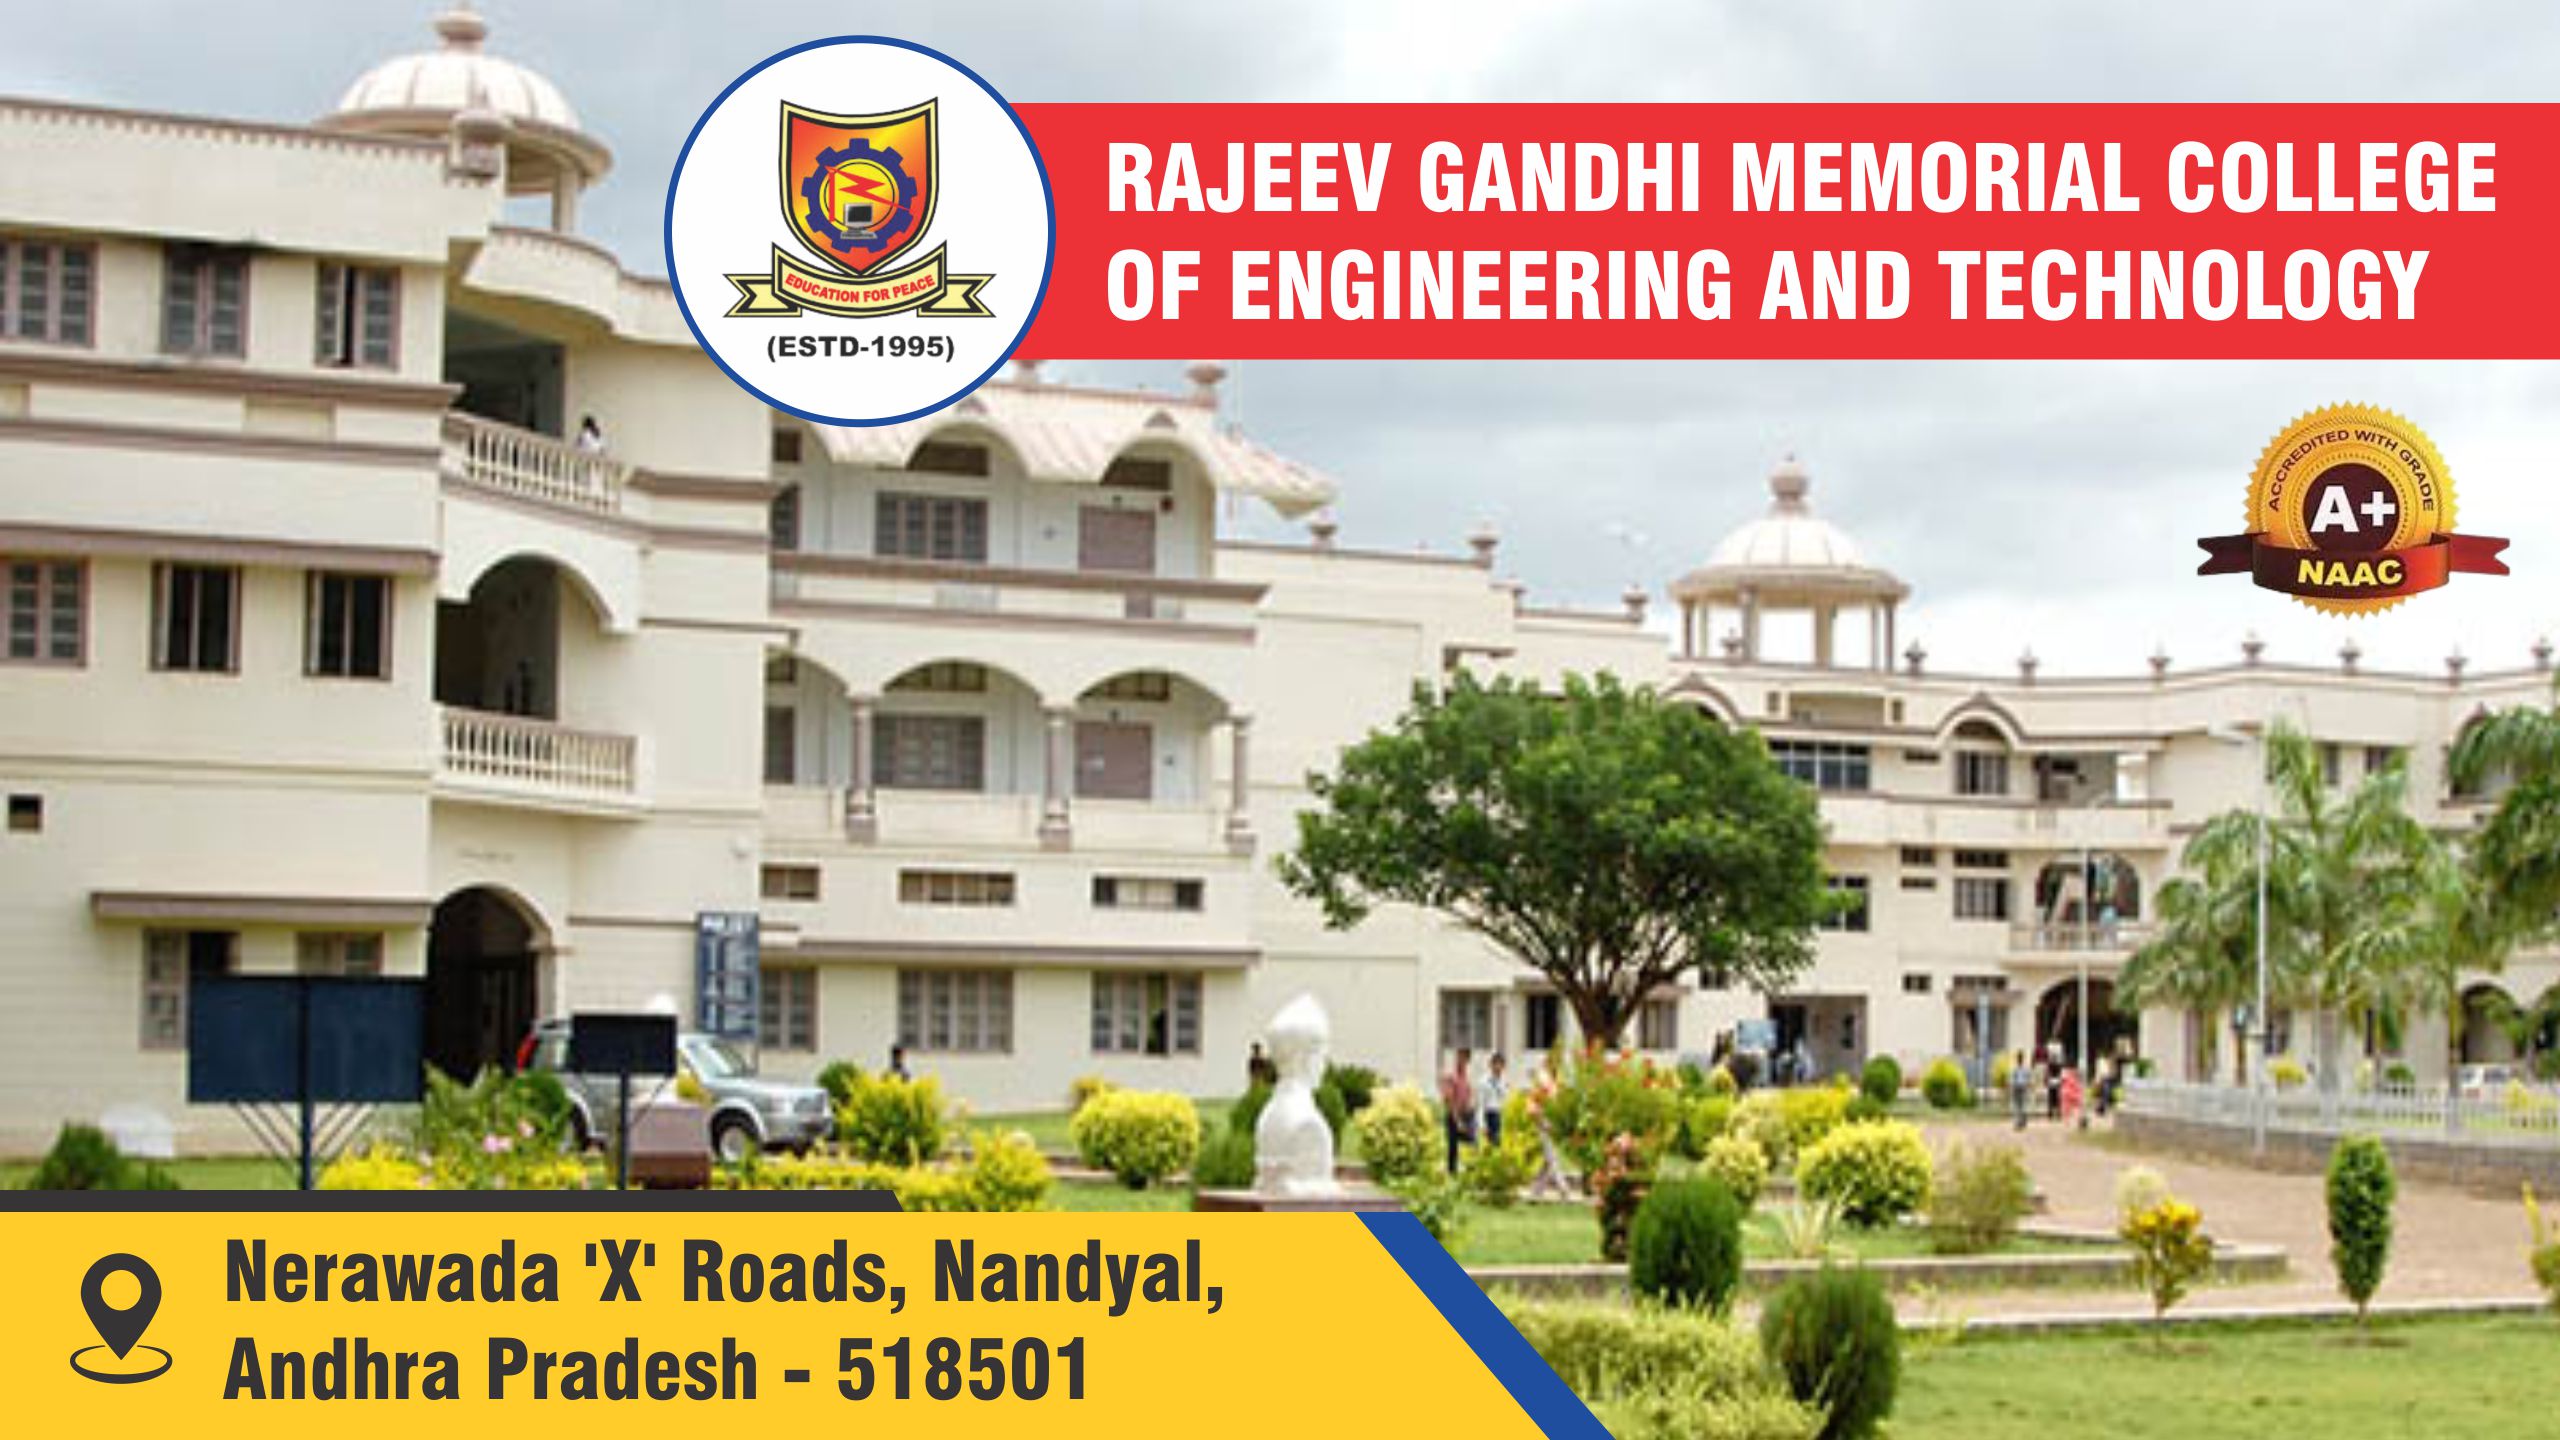 RAJEEV GANDHI MEMORIAL COLLEGE
OF ENGINEERING AND TECHNOLOGY
EDUCATION FOR PEACE
(ESTD-1995)
ACCREDITED WITH GRADE
A+
NAAC
Nerawada 'X' Roads, Nandyal,
Andhra Pradesh - 518501